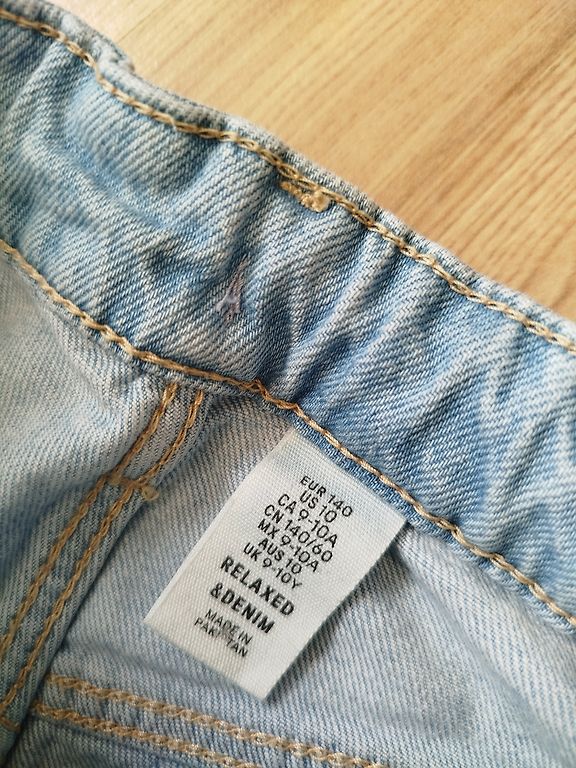 EUR 140
US 10
CA 9-10A
CN 140/60
MX 9-10A
AUS 10
UK 9-10Y
RELAXED
&DENIM
MADE IN
PAKISTAN